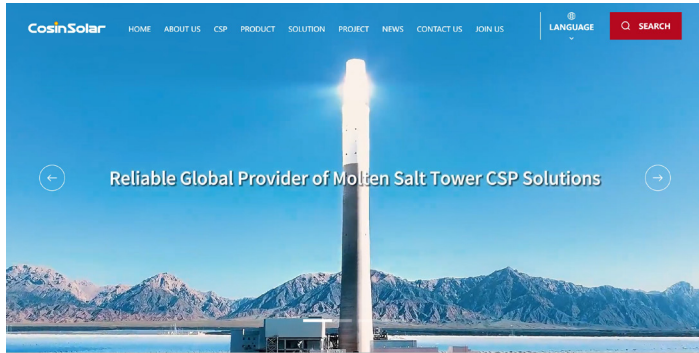 CosinSolar
HOME ABOUT US CSP PRODUCT SOLUTION PROJECT NEWS CONTACT US JOIN US
LANGUAGE
SEARCH
Reliable Global Provider of Molten Salt Tower CSP Solutions